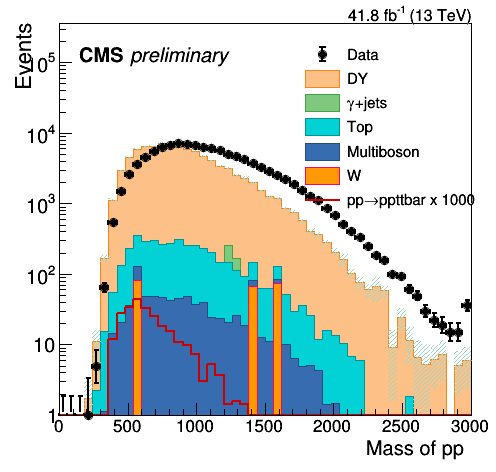 41.8 fb⁻¹ (13 TeV)
Events
CMS preliminary
Data
DY
γ+jets
Top
Multiboson
W
pp→ppttbar x 1000
10⁵
10⁴
10³
10²
10
1
0 500 1000 1500 2000 2500 3000
Mass of pp